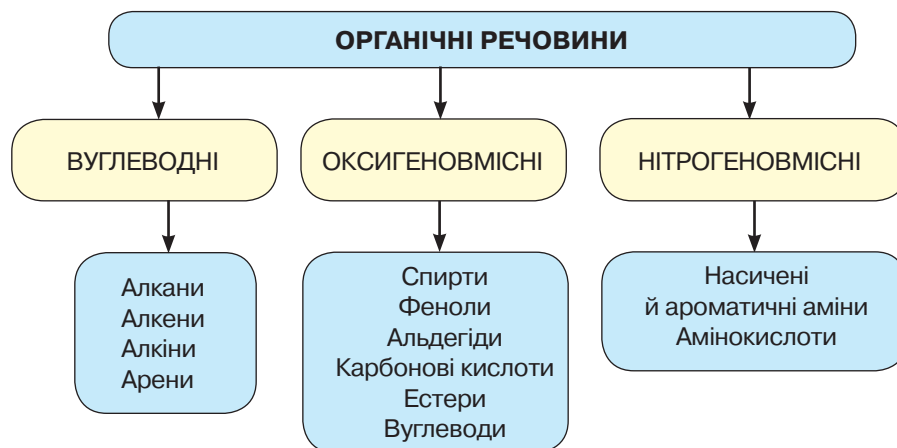 ОРГАНІЧНІ РЕЧОВИНИ
ВУГЛЕВОДНІ
ОКСИГЕНОВМІСНІ
НІТРОГЕНОВМІСНІ
Алкани
Алкени
Алкіни
Арени
Спирти
Феноли
Альдегіди
Карбонові кислоти
Естери
Вуглеводи
Насичені
й ароматичні аміни
Амінокислоти